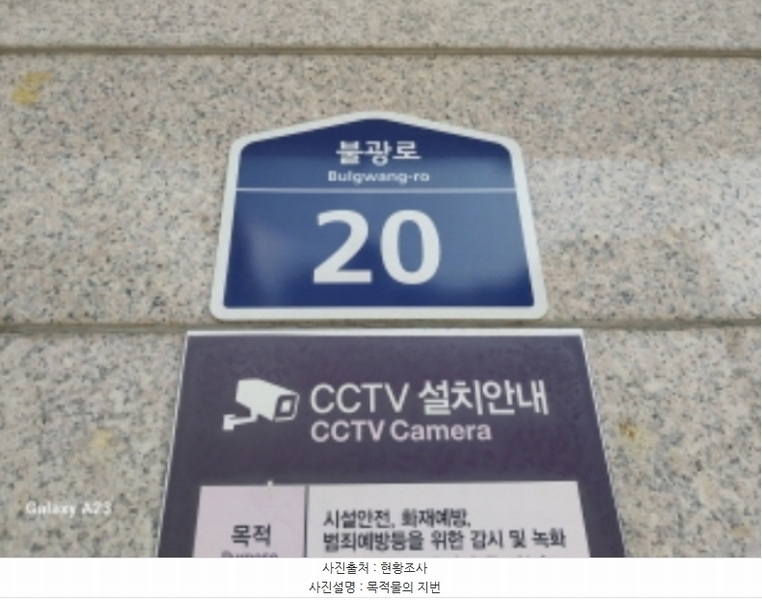 불광로
Bulgwang-ro
20
CCTV 설치안내
CCTV Camera
목적
Purpose
시설안전, 화재예방,
범죄예방등을 위한 감시 및 녹화
Galaxy A23
사진출처 : 현황조사
사진설명 : 목적물의 지번